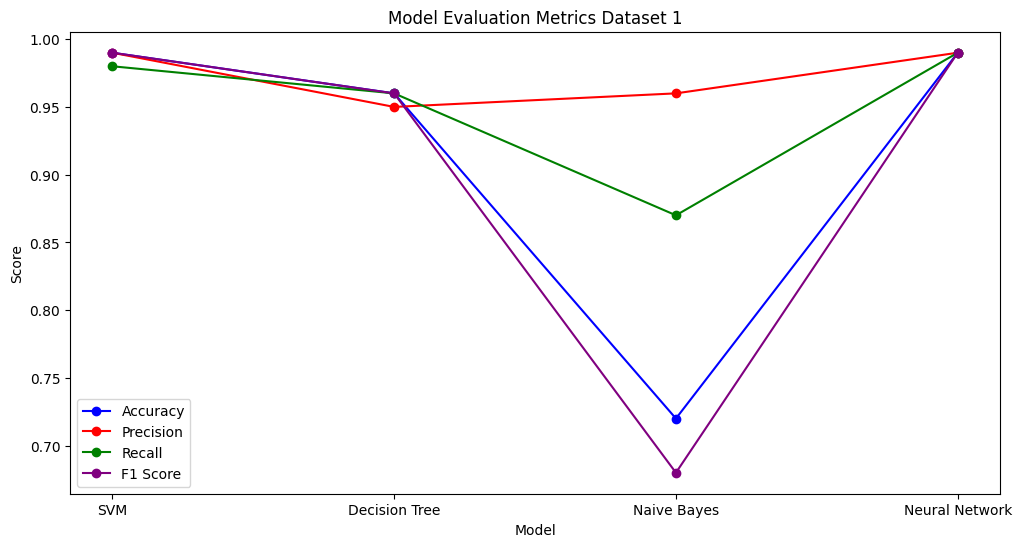 Model Evaluation Metrics Dataset 1
Score
1.00
0.95
0.90
0.85
0.80
0.75
0.70
Accuracy
Precision
Recall
F1 Score
SVM
Decision Tree
Naive Bayes
Neural Network
Model